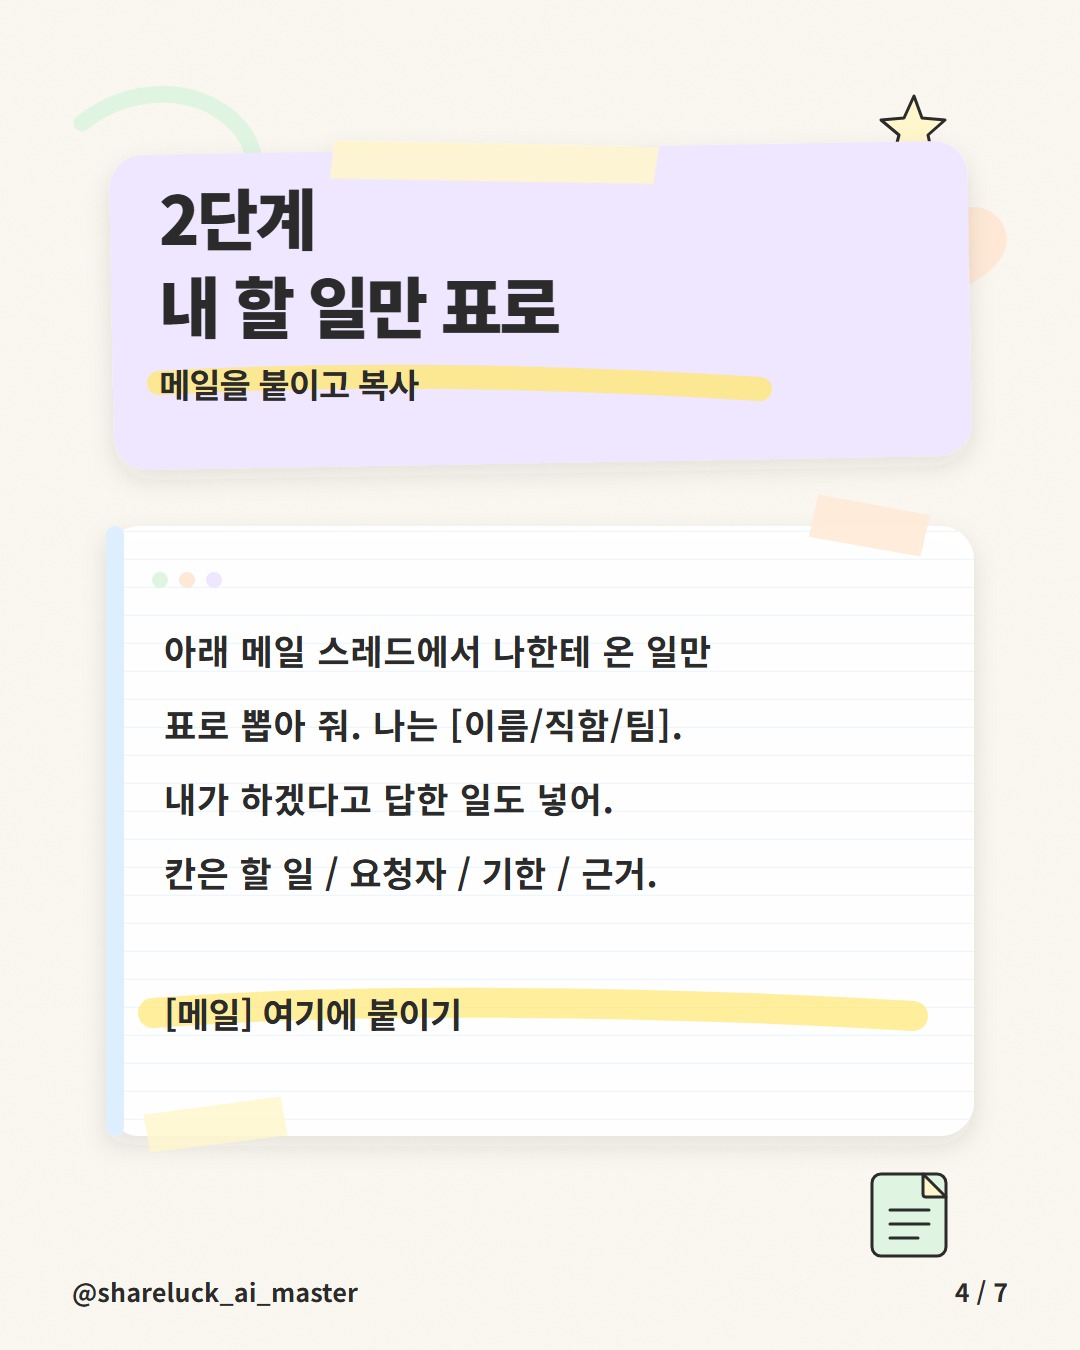 2단계
내 할 일만 표로
메일을 붙이고 복사
아래 메일 스레드에서 나한테 온 일만
표로 뽑아 줘. 나는 [이름/직함/팀].
내가 하겠다고 답한 일도 넣어.
칸은 할 일 / 요청자 / 기한 / 근거.
[메일] 여기에 붙이기
@shareluck_ai_master
4 / 7